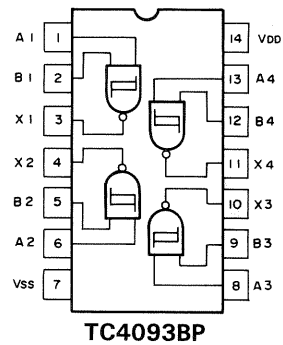 A1 1 14 VDD
B1 2 13 A4
X1 3 12 B4
X2 4 11 X4
B2 5 10 X3
A2 6 9 B3
VSS 7 8 A3
TC4093BP